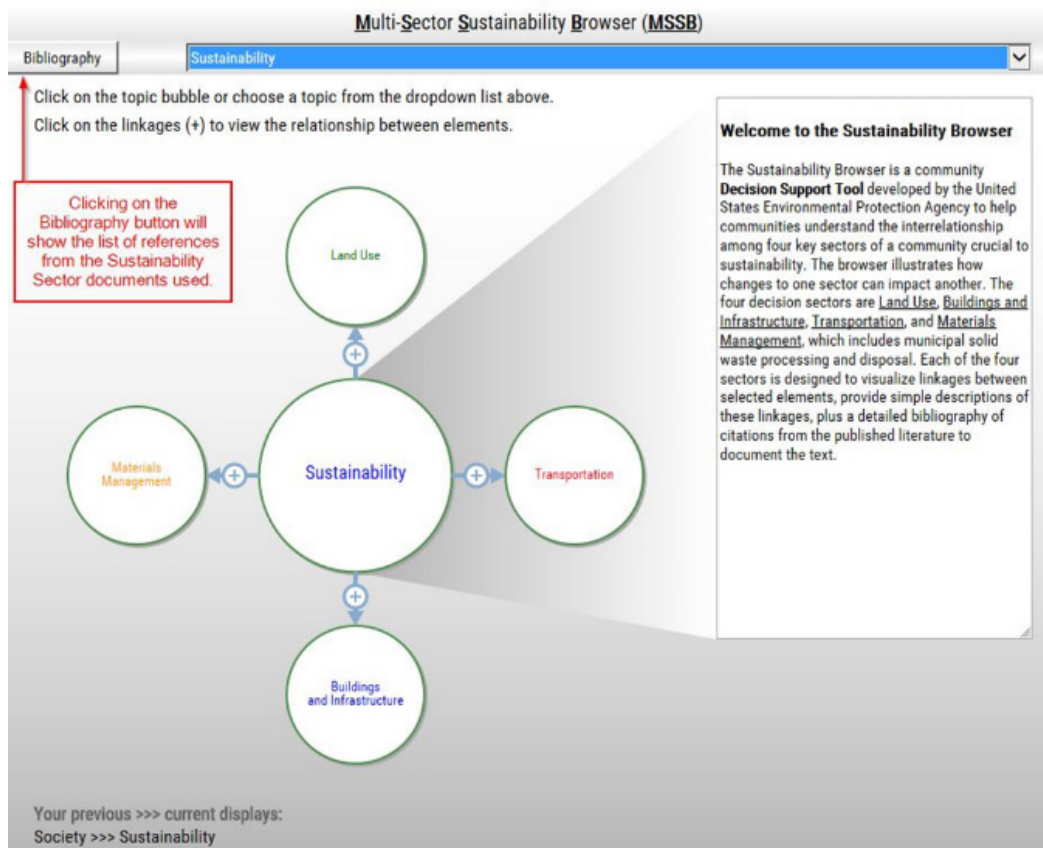 Multi-Sector Sustainability Browser (MSSB)
Bibliography
Sustainability
Click on the topic bubble or choose a topic from the dropdown list above.
Click on the linkages (+) to view the relationship between elements.
Clicking on the
Bibliography button will
show the list of references
from the Sustainability
Sector documents used.
Land Use
Materials
Management
Sustainability
Transportation
Buildings
and Infrastructure
Welcome to the Sustainability Browser
The Sustainability Browser is a community
Decision Support Tool developed by the United
States Environmental Protection Agency to help
communities understand the interrelationship
among four key sectors of a community crucial to
sustainability. The browser illustrates how
changes to one sector can impact another. The
four decision sectors are Land Use, Buildings and
Infrastructure, Transportation, and Materials
Management, which includes municipal solid
waste processing and disposal. Each of the four
sectors is designed to visualize linkages between
selected elements, provide simple descriptions of
these linkages, plus a detailed bibliography of
citations from the published literature to
document the text.
Your previous >>> current displays:
Society >>> Sustainability